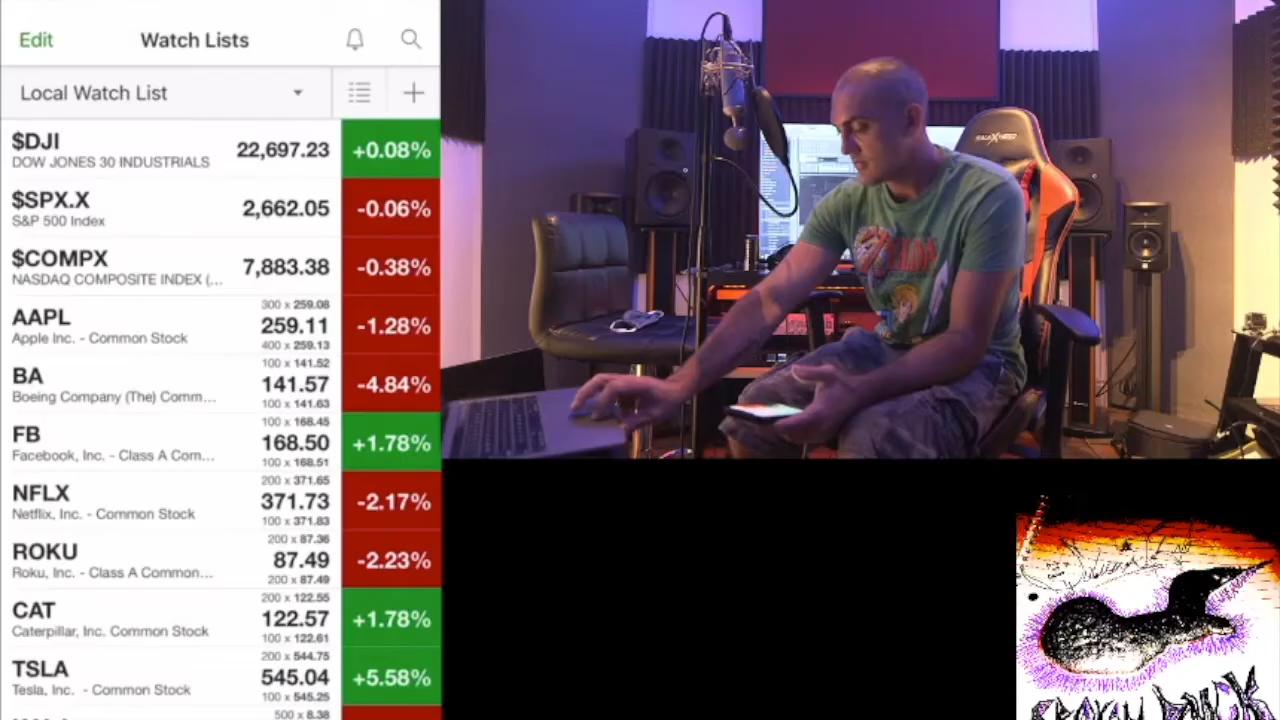 Edit
Watch Lists
Local Watch List
$DJI
DOW JONES 30 INDUSTRIALS
22,697.23
+0.08%
$SPX.X
S&P 500 Index
2,662.05
-0.06%
$COMPX
NASDAQ COMPOSITE INDEX (...
7,883.38
-0.38%
AAPL
Apple Inc. - Common Stock
300 x 259.08
259.11
400 x 259.13
-1.28%
BA
Boeing Company (The) Comm...
100 x 141.52
141.57
100 x 141.63
-4.84%
FB
Facebook, Inc. - Class A Com...
100 x 168.45
168.50
100 x 168.51
+1.78%
NFLX
Netflix, Inc. - Common Stock
200 x 371.65
371.73
100 x 371.83
-2.17%
ROKU
Roku, Inc. - Class A Common...
200 x 87.36
87.49
200 x 87.49
-2.23%
CAT
Caterpillar, Inc. Common Stock
200 x 122.55
122.57
100 x 122.61
+1.78%
TSLA
Tesla, Inc. - Common Stock
200 x 544.75
545.04
100 x 545.25
+5.58%
500 x 8.38